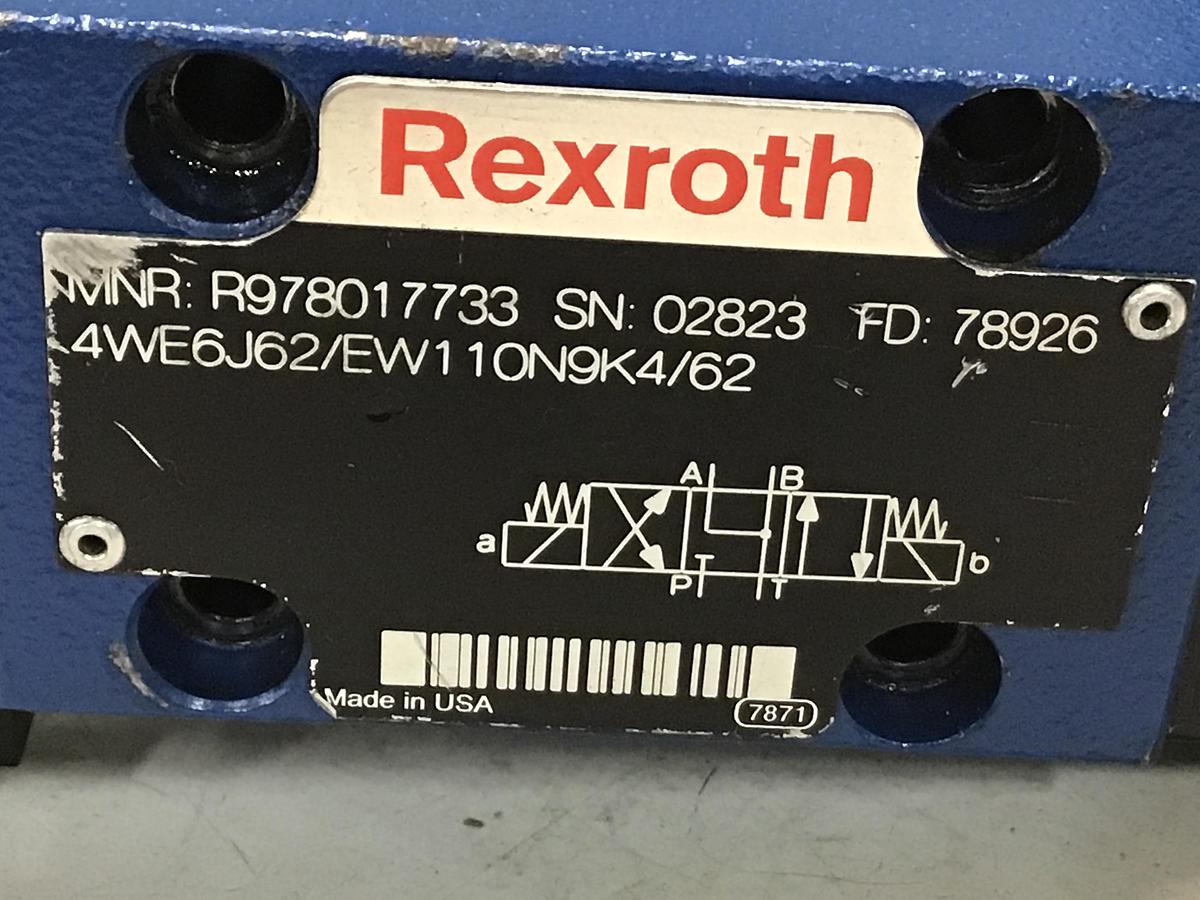 Rexroth
MNR: R978017733 SN: 02823 FD: 78926
4WE6J62/EW110N9K4/62
A B
a b
P T
Made in USA
7871